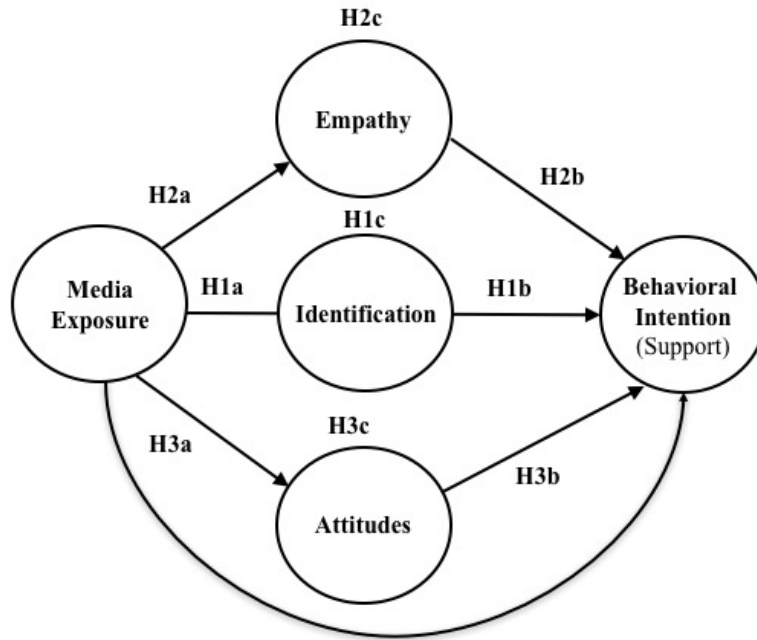 H2c
Empathy
H2a
H2b
H1c
Media
Exposure
H1a
Identification
H1b
Behavioral
Intention
(Support)
H3a
H3c
H3b
Attitudes